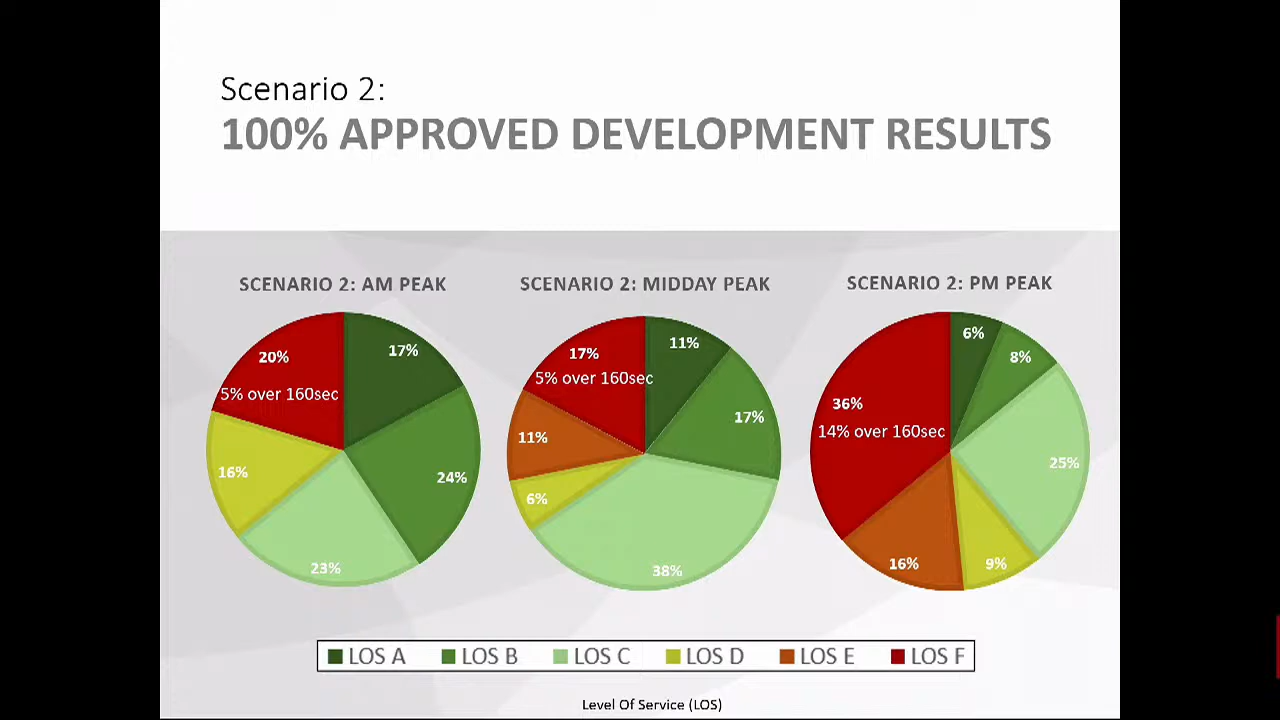 Scenario 2:
100% APPROVED DEVELOPMENT RESULTS
SCENARIO 2: AM PEAK
17%
24%
23%
16%
20%
5% over 160sec
SCENARIO 2: MIDDAY PEAK
11%
17%
38%
6%
11%
17%
5% over 160sec
SCENARIO 2: PM PEAK
6%
8%
25%
9%
16%
36%
14% over 160sec
LOS A LOS B LOS C LOS D LOS E LOS F
Level Of Service (LOS)